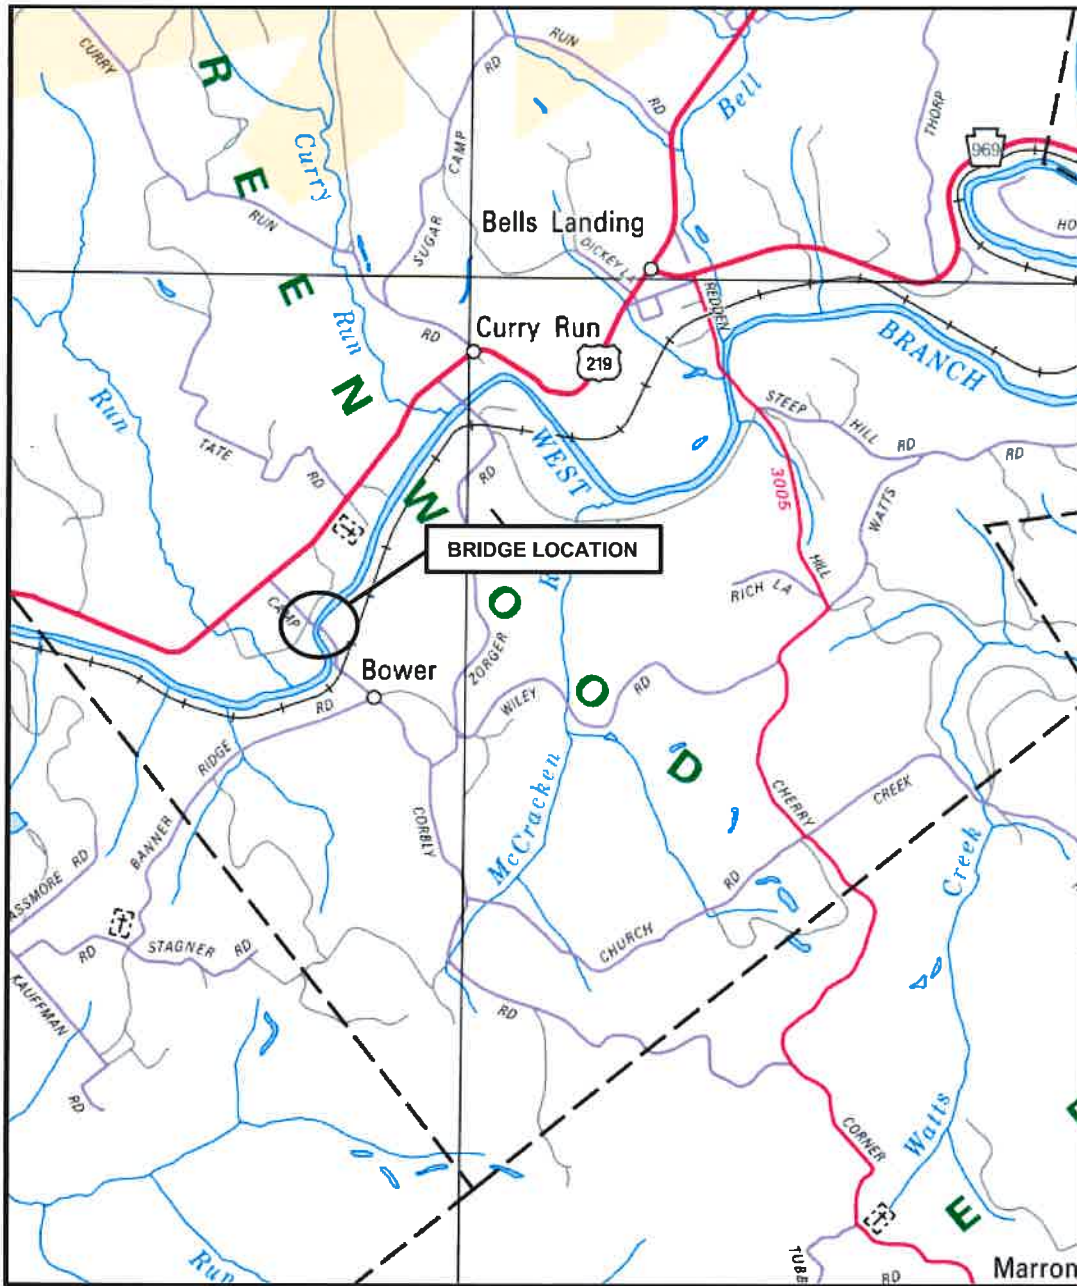 CURRY
RUN
RD
Bell
R
RD
THORP
CAMP
969
Curry
E
Bells Landing
HO
RUN
SUGAR
DICKEY LA
E
REDDEN
Run
RD
Curry Run
219
BRANCH
N
Run
STEEP
HILL
RD
RD
TATE
WEST
RD
RD
3005
W
WATTS
BRIDGE LOCATION
R
HILL
RICH LA
CAMP
O
ZORGER
Bower
WILEY
RD
O
RD
RIDGE
D
McCracken
CHERRY
CREEK
BANNER
CORBLY
Creek
ASSMORE RD
RD
RD
STAGNER RD
CHURCH
KAUFFMAN
RD
RD
CORNER
Watts
E
TUBB
Run
RD
Marron